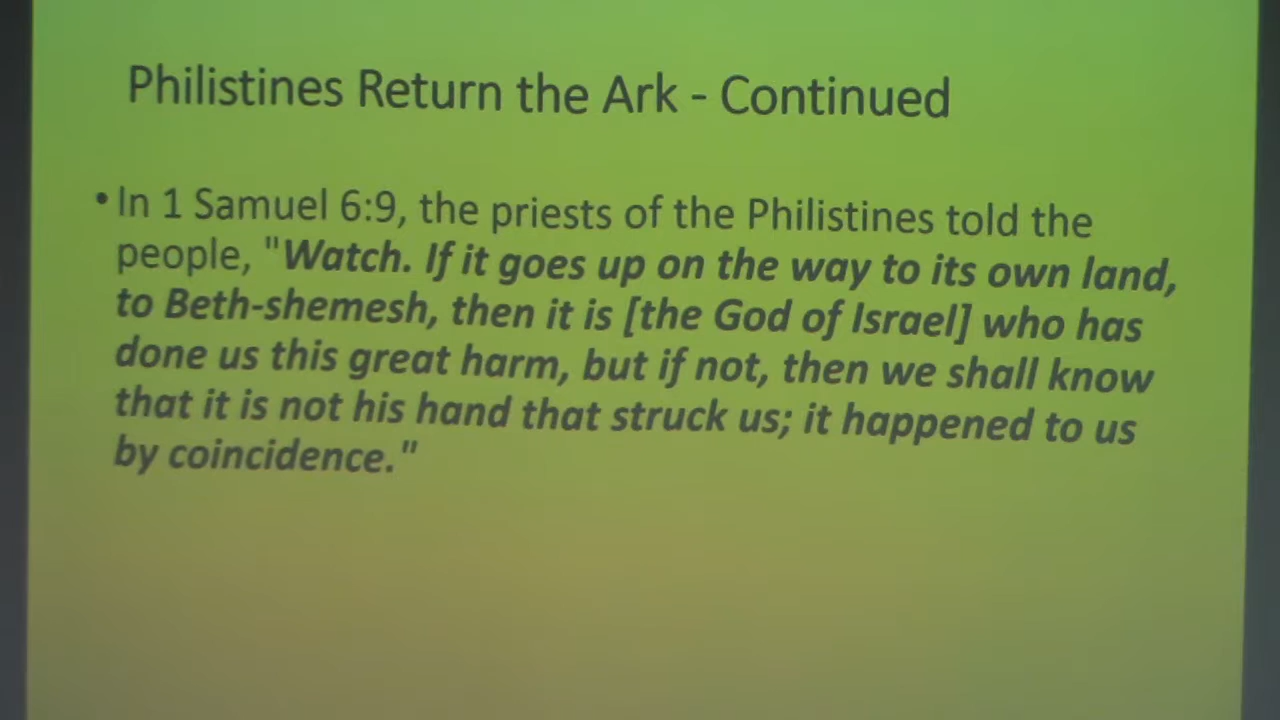 Philistines Return the Ark - Continued
• In 1 Samuel 6:9, the priests of the Philistines told the
people, "Watch. If it goes up on the way to its own land,
to Beth-shemesh, then it is [the God of Israel] who has
done us this great harm, but if not, then we shall know
that it is not his hand that struck us; it happened to us
by coincidence."